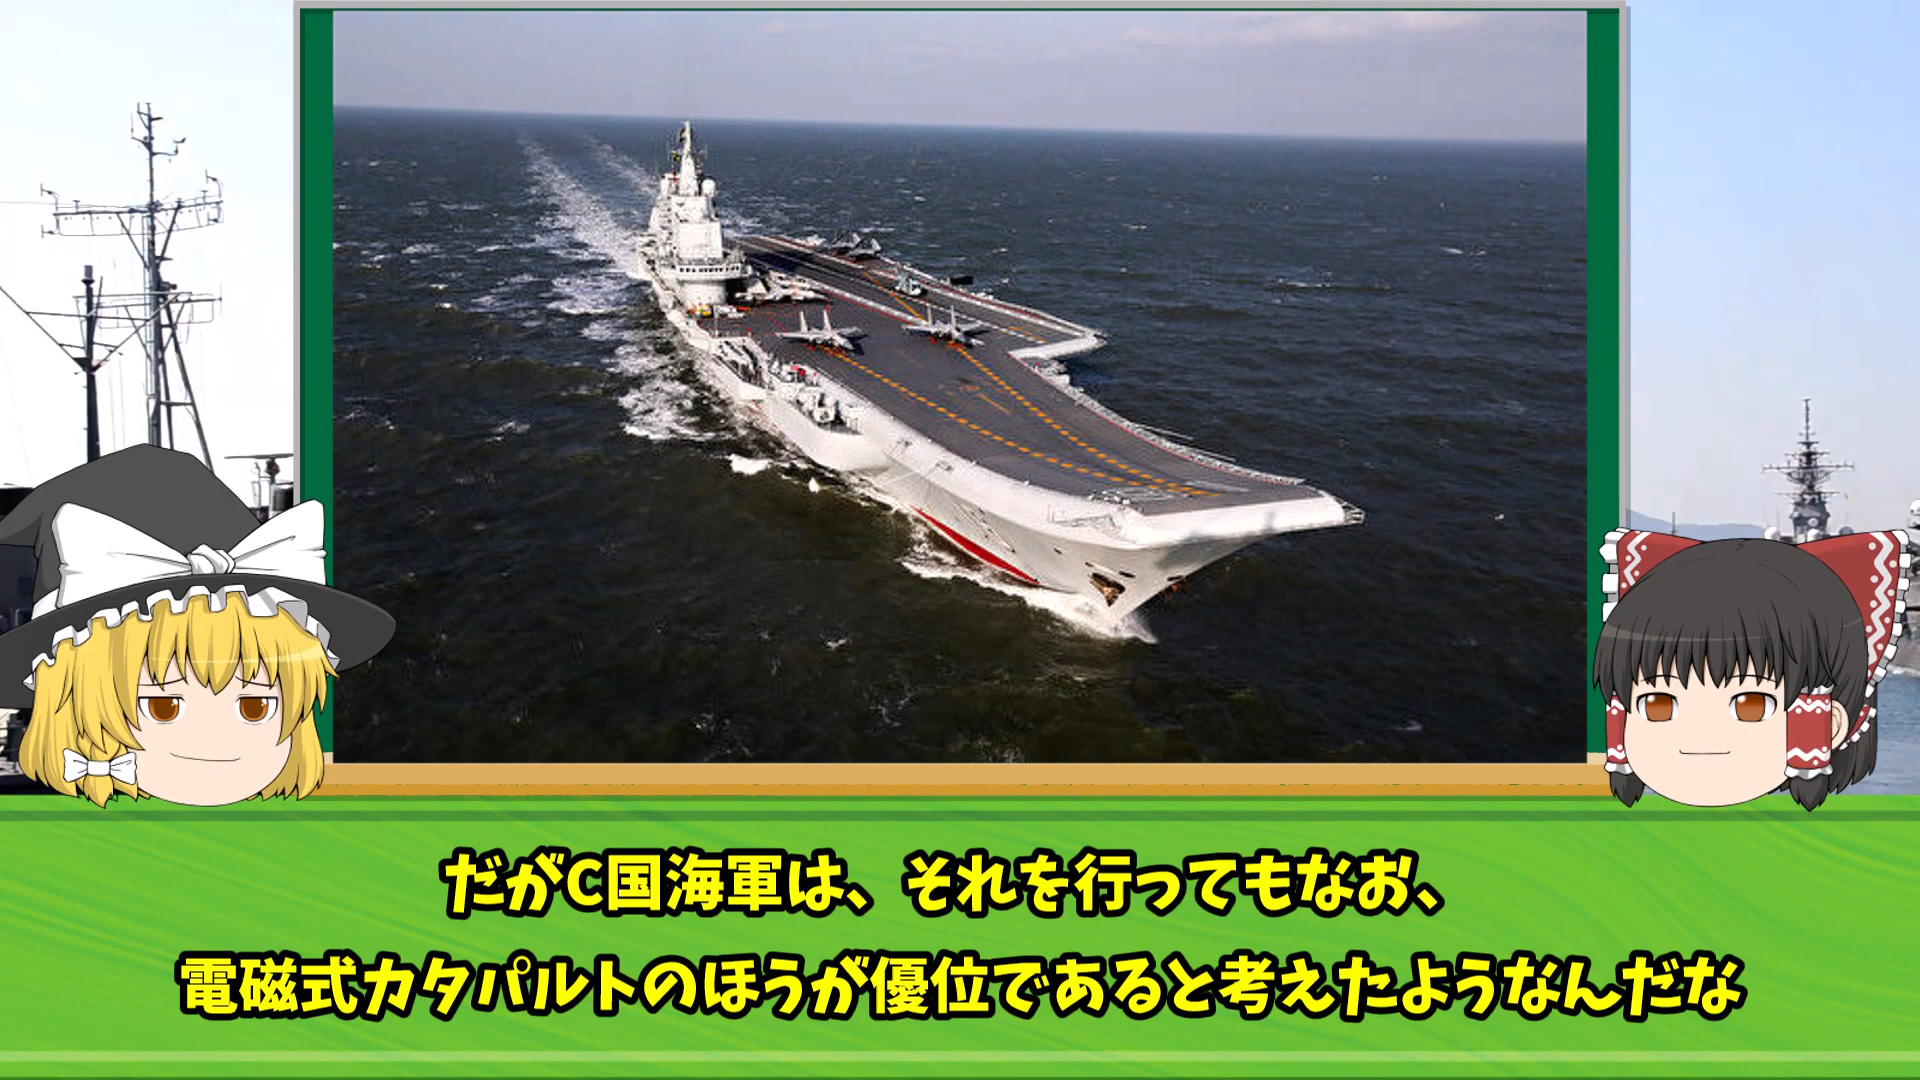 だがC国海軍は、それを行ってもなお、
電磁式カタパルトのほうが優位であると考えたようなんだな